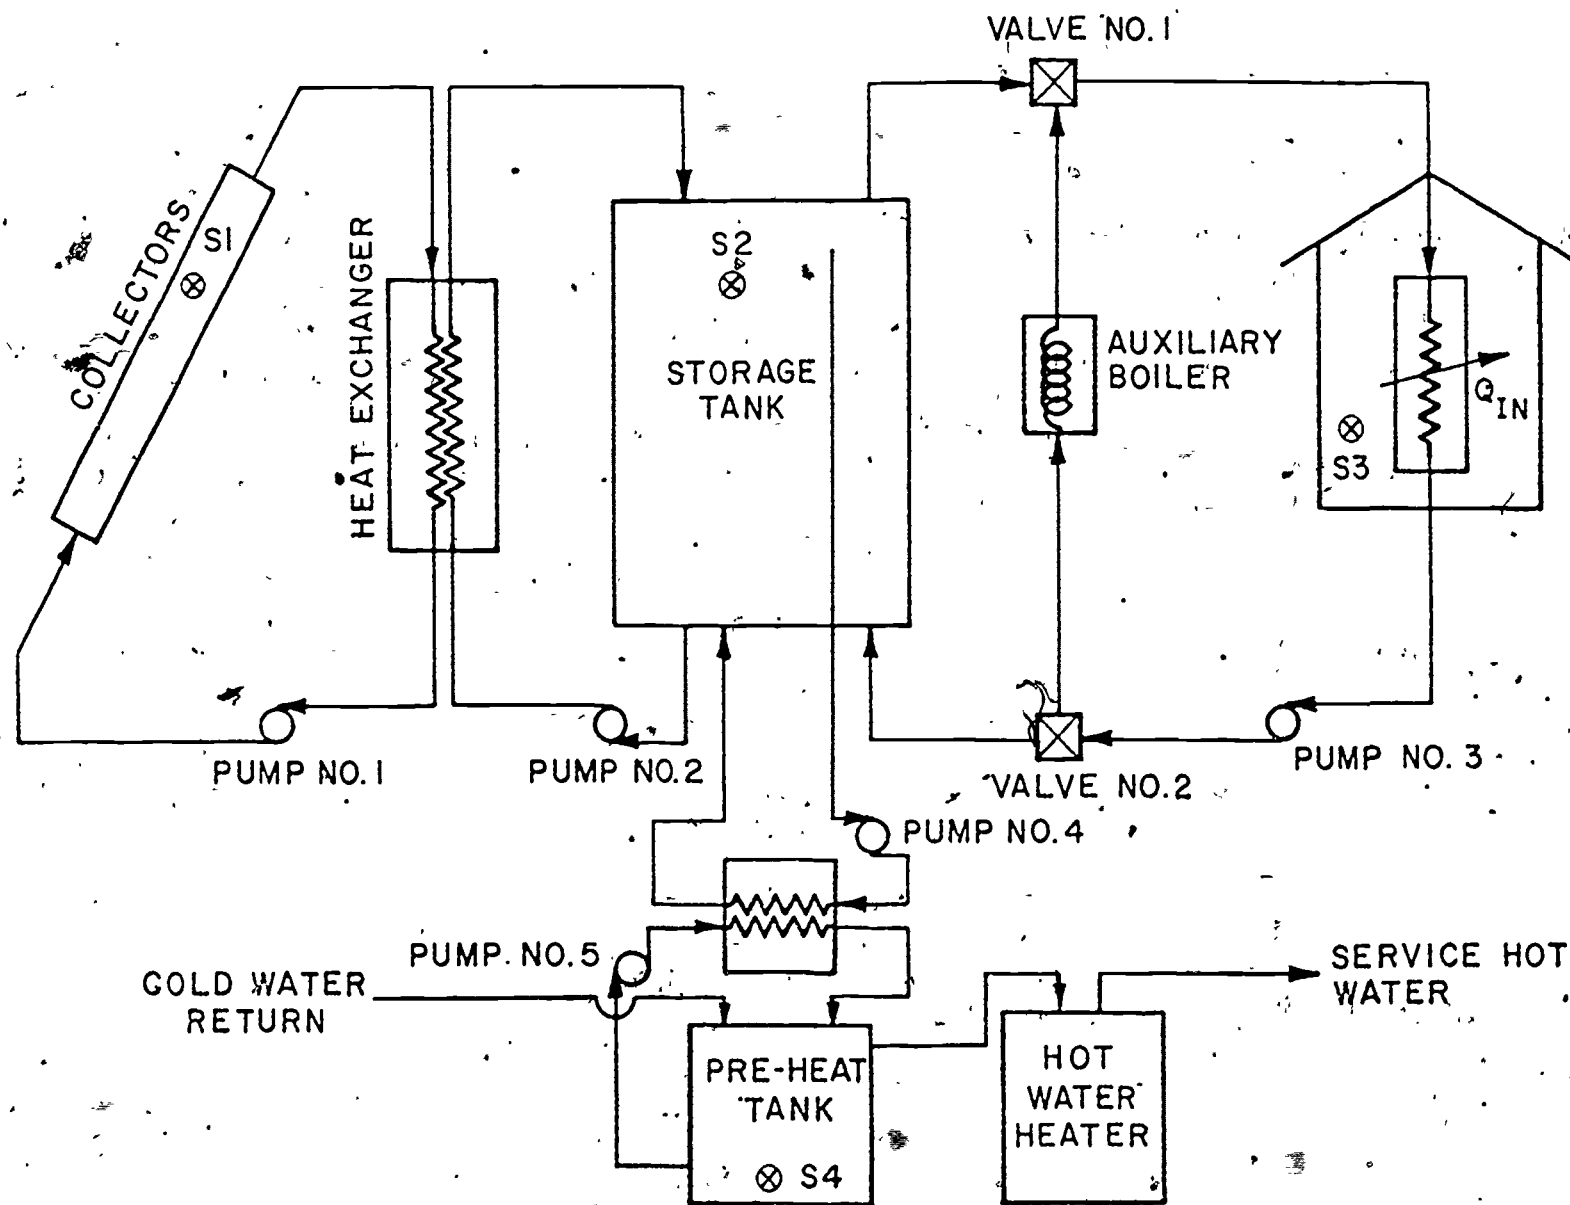 VALVE NO.1
COLLECTORS
S1
HEAT EXCHANGER
S2
STORAGE
TANK
AUXILIARY
BOILER
QIN
S3
PUMP NO.1
PUMP NO.2
VALVE NO.2
PUMP NO.3
PUMP NO.4
PUMP NO.5
COLD WATER
RETURN
SERVICE HOT
WATER
PRE-HEAT
TANK
S4
HOT
WATER
HEATER